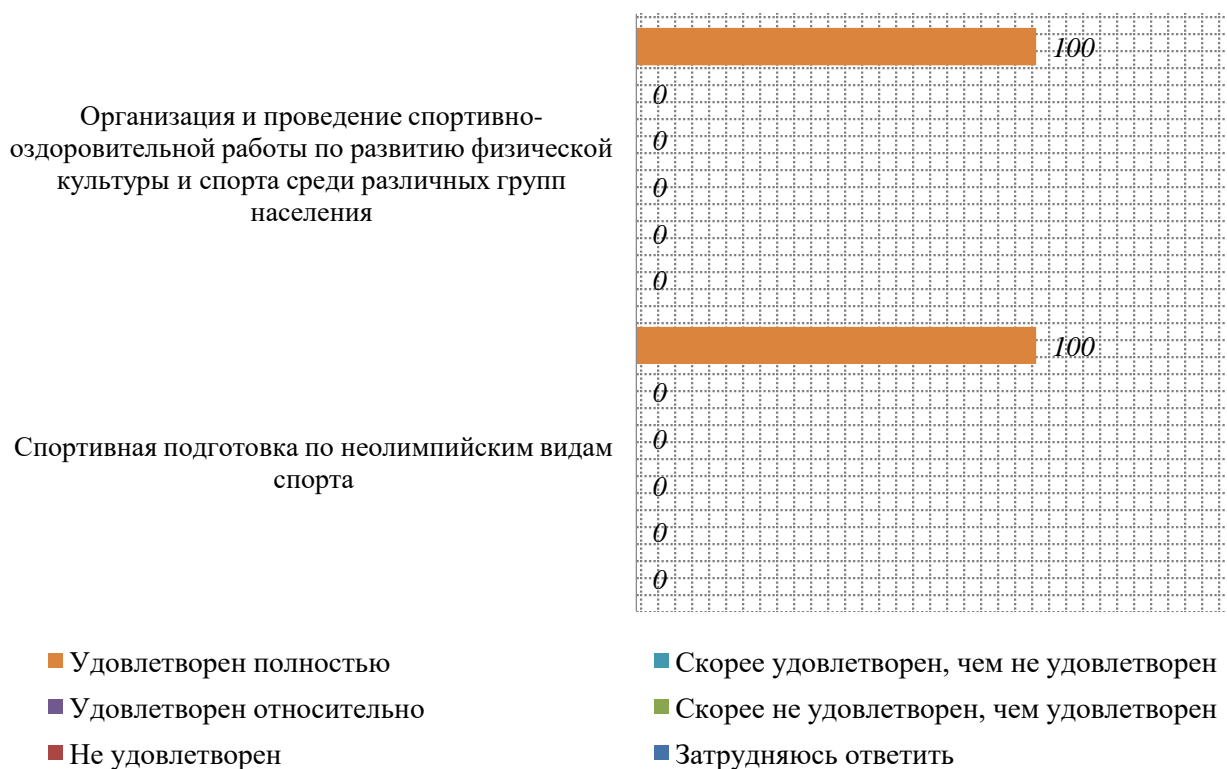 100
0
Организация и проведение спортивно-
оздоровительной работы по развитию физической
культуры и спорта среди различных групп
населения
0
0
0
0
100
0
Спортивная подготовка по неолимпийским видам
спорта
0
0
0
0
Удовлетворен полностью
Скорее удовлетворен, чем не удовлетворен
Удовлетворен относительно
Скорее не удовлетворен, чем удовлетворен
Не удовлетворен
Затрудняюсь ответить